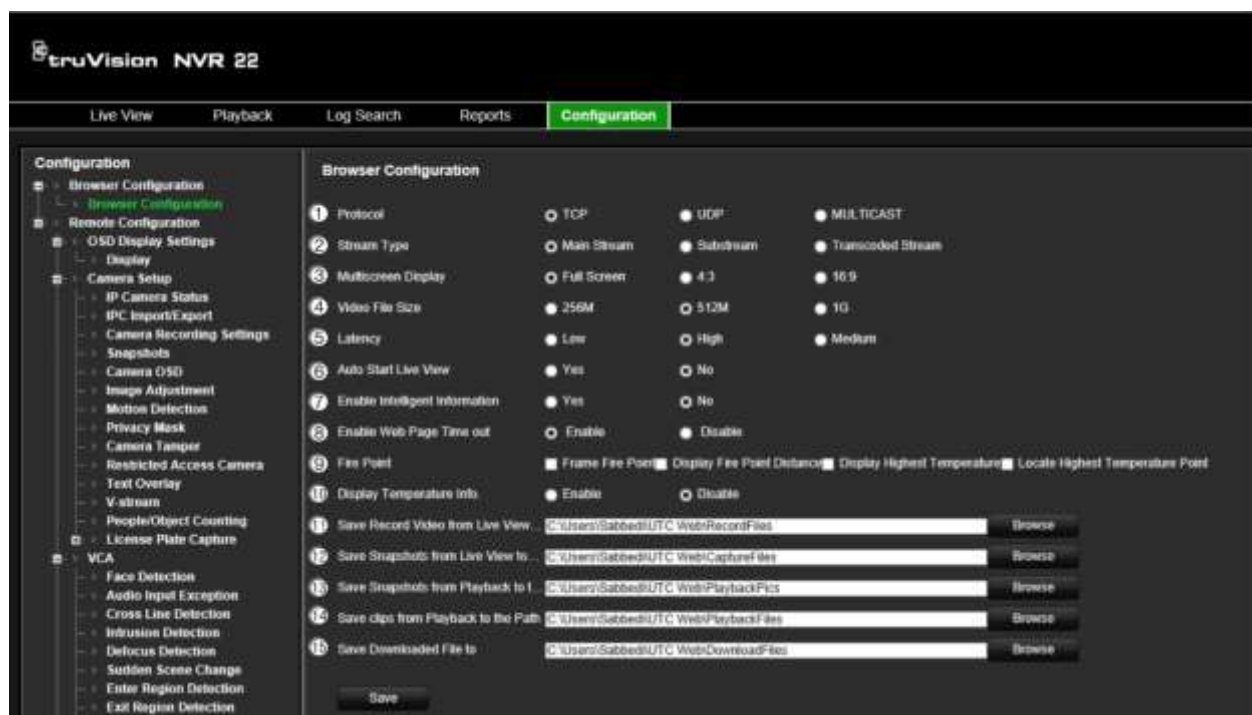 truVision NVR 22
Live View Playback Log Search Reports Configuration
Configuration
Browser Configuration
Browser Configuration
Remote Configuration
OSD Display Settings
Display
Camera Setup
IP Camera Status
IPC Import/Export
Camera Recording Settings
Snapshots
Camera OSD
Image Adjustment
Motion Detection
Privacy Mask
Camera Tamper
Restricted Access Camera
Text Overlay
V-stream
People/Object Counting
License Plate Capture
VCA
Face Detection
Audio Input Exception
Cross Line Detection
Intrusion Detection
Defocus Detection
Sudden Scene Change
Enter Region Detection
Exit Region Detection
Browser Configuration
1 Protocol TCP UDP MULTICAST
2 Stream Type Main Stream Substream Transcoded Stream
3 Multiscreen Display Full Screen 4:3 16:9
4 Video File Size 256M 512M 1G
5 Latency Low High Medium
6 Auto Start Live View Yes No
7 Enable Intelligent Information Yes No
8 Enable Web Page Time out Enable Disable
9 Fire Point Frame Fire Point Display Fire Point Distance Display Highest Temperature Locate Highest Temperature Point
10 Display Temperature Info. Enable Disable
11 Save Record Video from Live View... C:\Users\Sabbedi\UTC Web\RecordFiles Browse
12 Save Snapshots from Live View to... C:\Users\Sabbedi\UTC Web\CaptureFiles Browse
13 Save Snapshots from Playback to t... C:\Users\Sabbedi\UTC Web\PlaybackPics Browse
14 Save clips from Playback to the Path C:\Users\Sabbedi\UTC Web\PlaybackFiles Browse
15 Save Downloaded File to C:\Users\Sabbedi\UTC Web\DownloadFiles Browse
Save